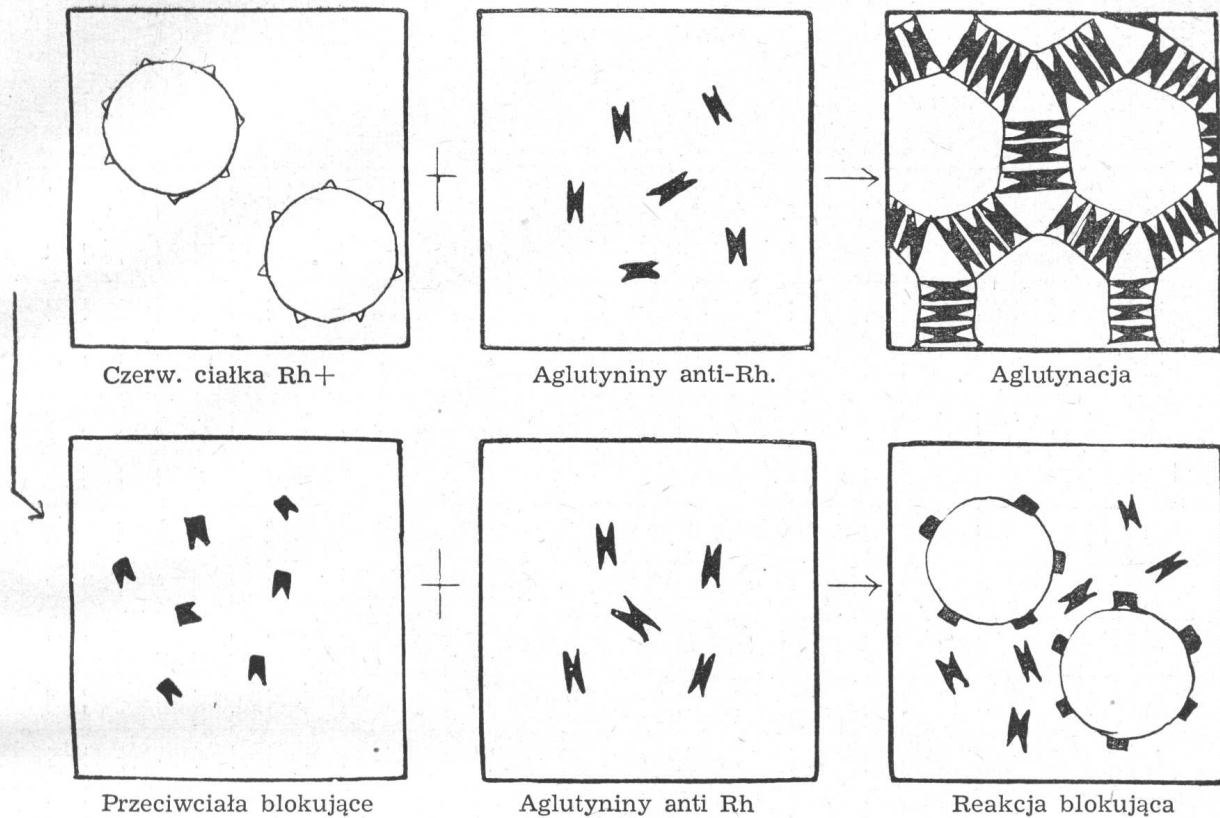 Czerw. ciałka Rh+
Aglutyniny anti-Rh.
Aglutynacja
Przeciwciała blokujące
Aglutyniny anti Rh
Reakcja blokująca